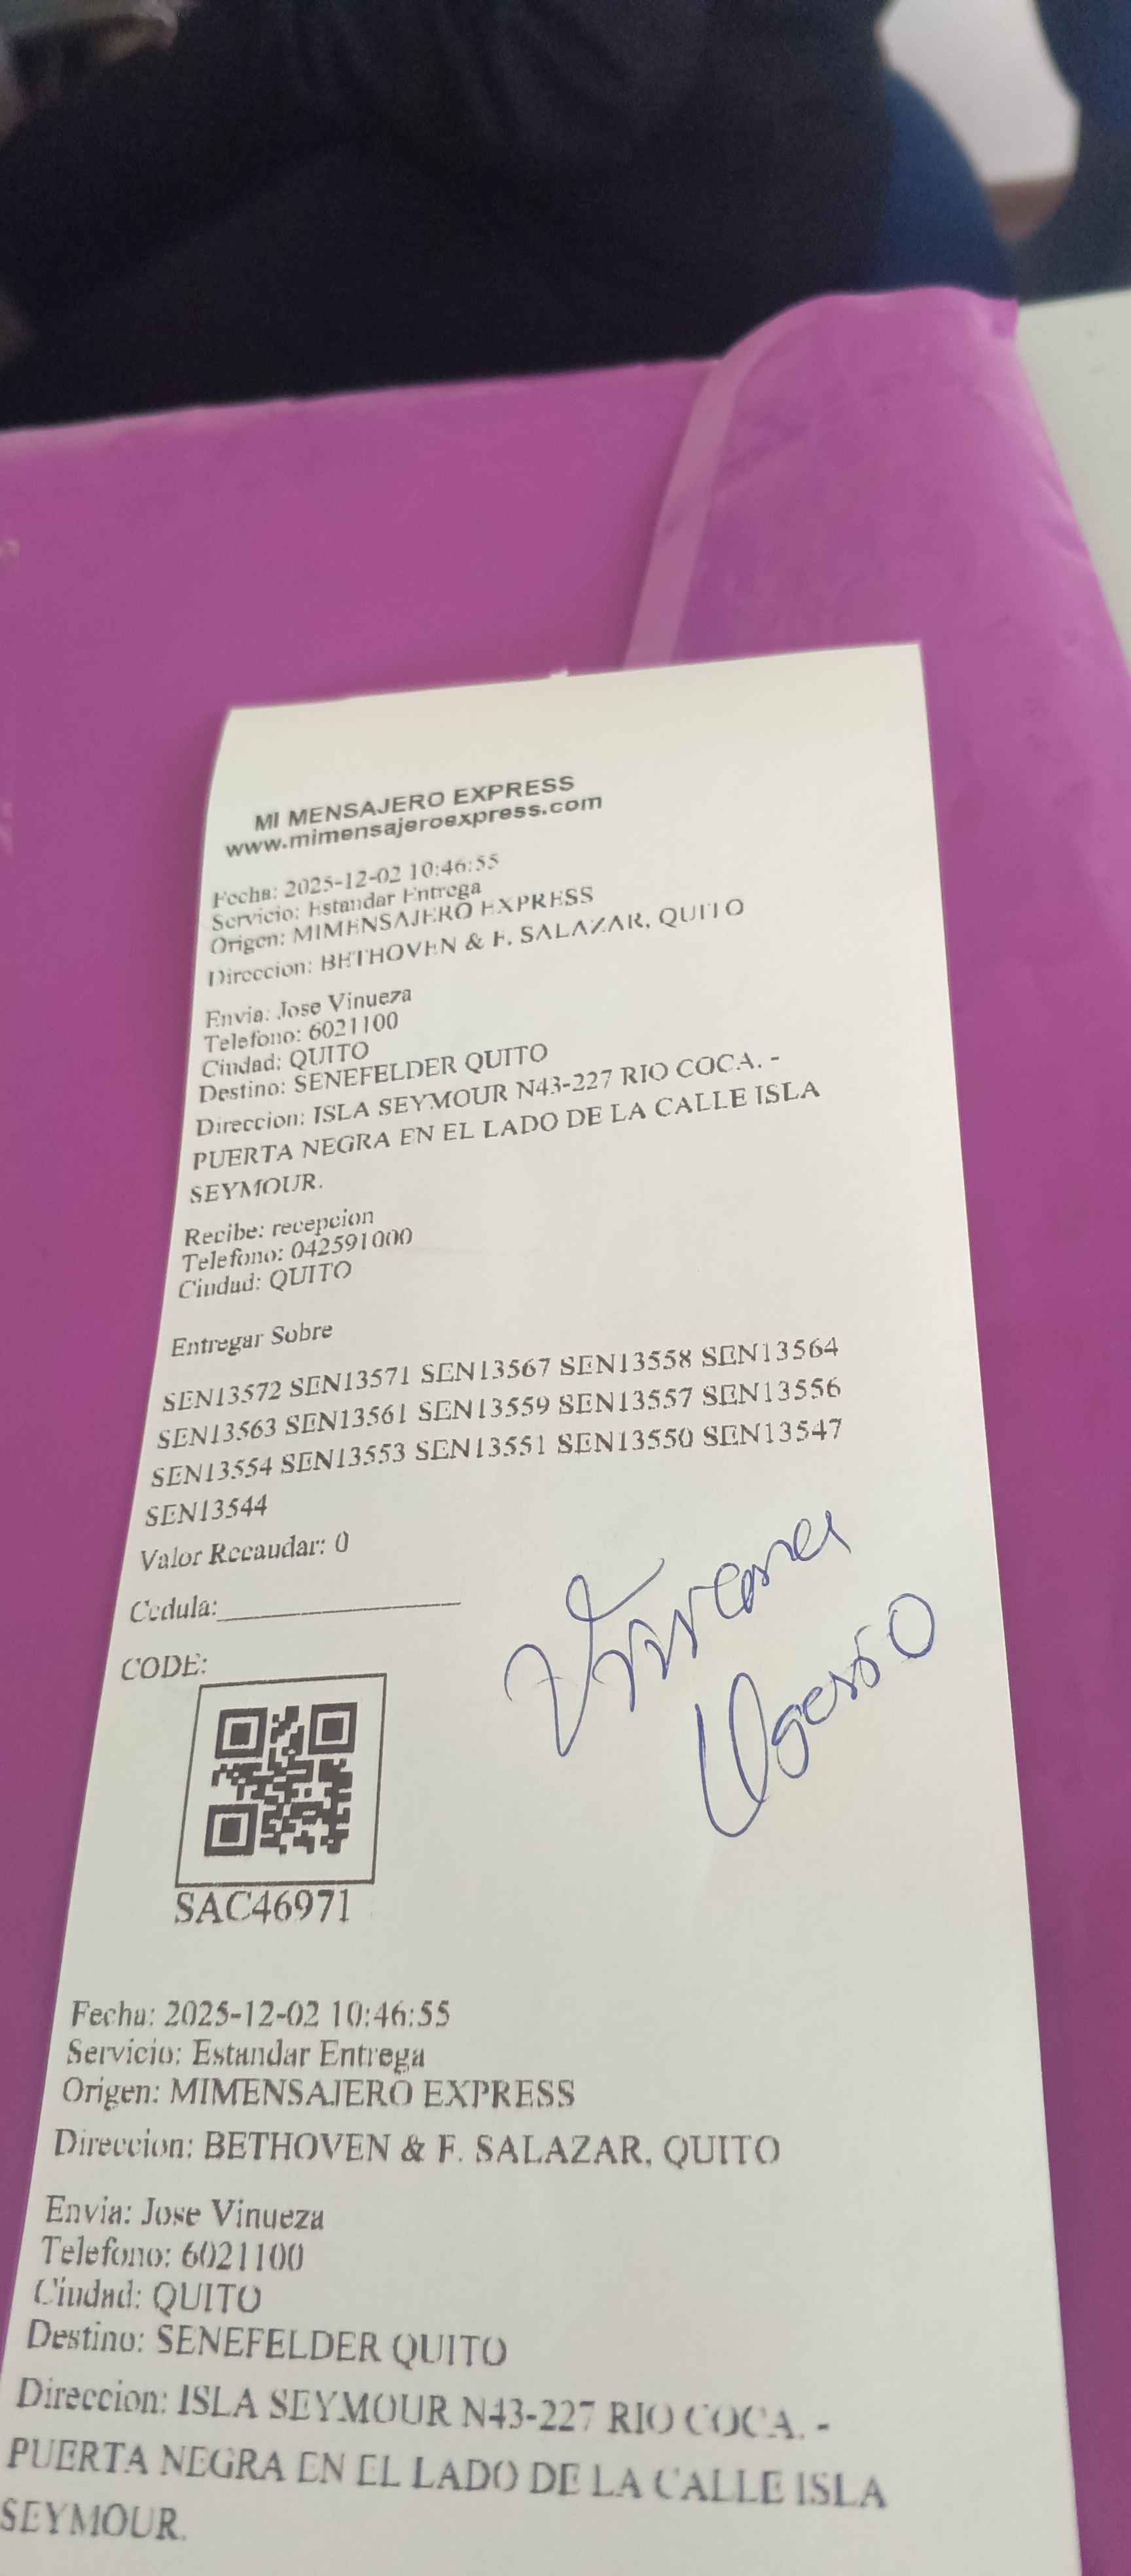 MI MENSAJERO EXPRESS
www.mimensajeroexpress.com
Fecha: 2025-12-02 10:46:55
Servicio: Estandar Entrega
Origen: MIMENSAJERO EXPRESS
Direccion: BETHOVEN & F. SALAZAR, QUITO
Envia: Jose Vinueza
Telefono: 6021100
Ciudad: QUITO
Destino: SENEFELDER QUITO
Direccion: ISLA SEYMOUR N43-227 RIO COCA. -
PUERTA NEGRA EN EL LADO DE LA CALLE ISLA
SEYMOUR.
Recibe: recepcion
Telefono: 042591000
Ciudad: QUITO
Entregar Sobre
SEN13572 SEN13571 SEN13567 SEN13558 SEN13564
SEN13563 SEN13561 SEN13559 SEN13557 SEN13556
SEN13554 SEN13553 SEN13551 SEN13550 SEN13547
SEN13544
Valor Recaudar: 0
Cedula:
CODE:
SAC46971
Fecha: 2025-12-02 10:46:55
Servicio: Estandar Entrega
Origen: MIMENSAJERO EXPRESS
Direccion: BETHOVEN & F. SALAZAR, QUITO
Envia: Jose Vinueza
Telefono: 6021100
Ciudad: QUITO
Destino: SENEFELDER QUITO
Direccion: ISLA SEYMOUR N43-227 RIO COCA. -
PUERTA NEGRA EN EL LADO DE LA CALLE ISLA
SEYMOUR.